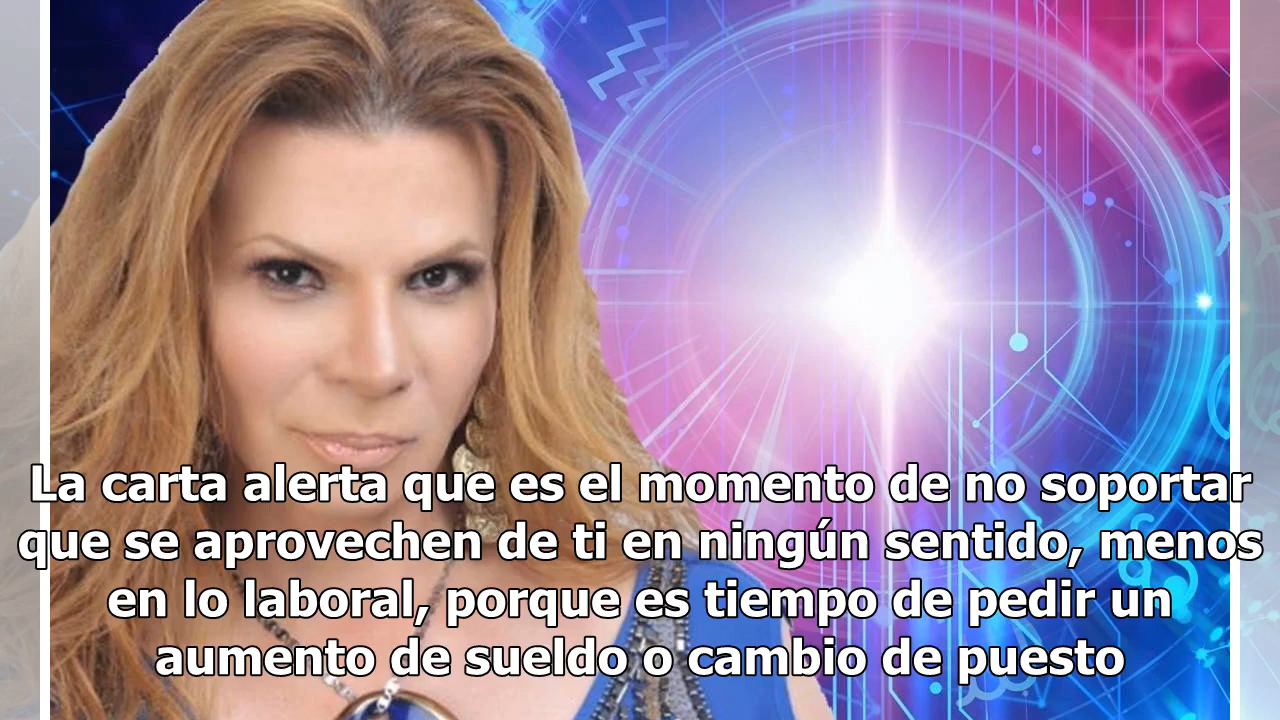 La carta alerta que es el momento de no soportar
que se aprovechen de ti en ningún sentido, menos
en lo laboral, porque es tiempo de pedir un
aumento de sueldo o cambio de puesto